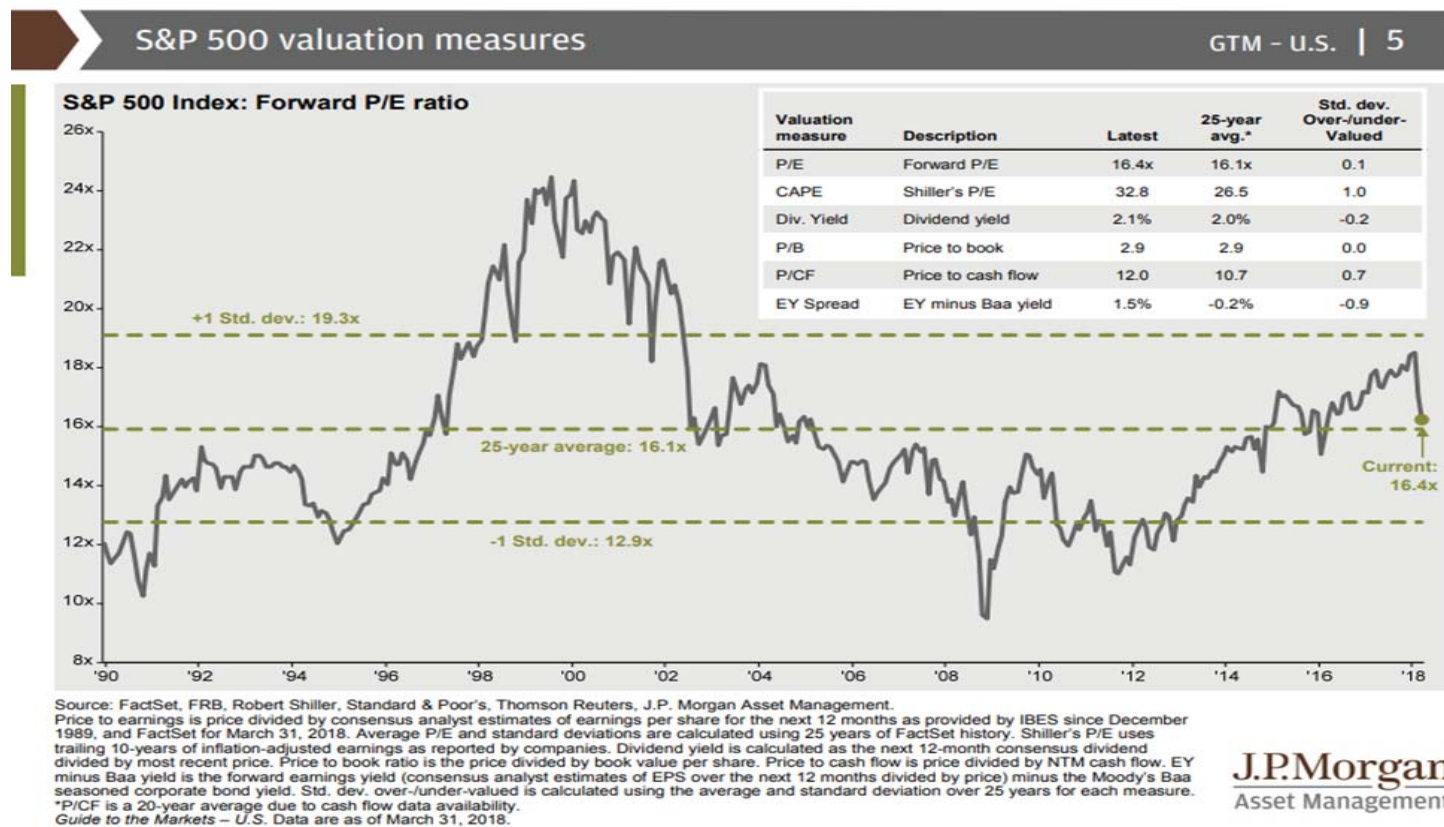 S&P 500 valuation measures
GTM – U.S. | 5
S&P 500 Index: Forward P/E ratio
Valuation measure Description Latest 25-year avg.* Std. dev. Over-/under-Valued
P/E Forward P/E 16.4x 16.1x 0.1
CAPE Shiller's P/E 32.8 26.5 1.0
Div. Yield Dividend yield 2.1% 2.0% -0.2
P/B Price to book 2.9 2.9 0.0
P/CF Price to cash flow 12.0 10.7 0.7
EY Spread EY minus Baa yield 1.5% -0.2% -0.9
26x
24x
22x
20x
18x
16x
14x
12x
10x
8x
+1 Std. dev.: 19.3x
25-year average: 16.1x
-1 Std. dev.: 12.9x
Current:
16.4x
'90 '92 '94 '96 '98 '00 '02 '04 '06 '08 '10 '12 '14 '16 '18
Source: FactSet, FRB, Robert Shiller, Standard & Poor's, Thomson Reuters, J.P. Morgan Asset Management.
Price to earnings is price divided by consensus analyst estimates of earnings per share for the next 12 months as provided by IBES since December
1989, and FactSet for March 31, 2018. Average P/E and standard deviations are calculated using 25 years of FactSet history. Shiller's P/E uses
trailing 10-years of inflation-adjusted earnings as reported by companies. Dividend yield is calculated as the next 12-month consensus dividend
divided by most recent price. Price to book ratio is the price divided by book value per share. Price to cash flow is price divided by NTM cash flow. EY
minus Baa yield is the forward earnings yield (consensus analyst estimates of EPS over the next 12 months divided by price) minus the Moody's Baa
seasoned corporate bond yield. Std. dev. over-/under-valued is calculated using the average and standard deviation over 25 years for each measure.
*P/CF is a 20-year average due to cash flow data availability.
Guide to the Markets – U.S. Data are as of March 31, 2018.
J.P.Morgan
Asset Management